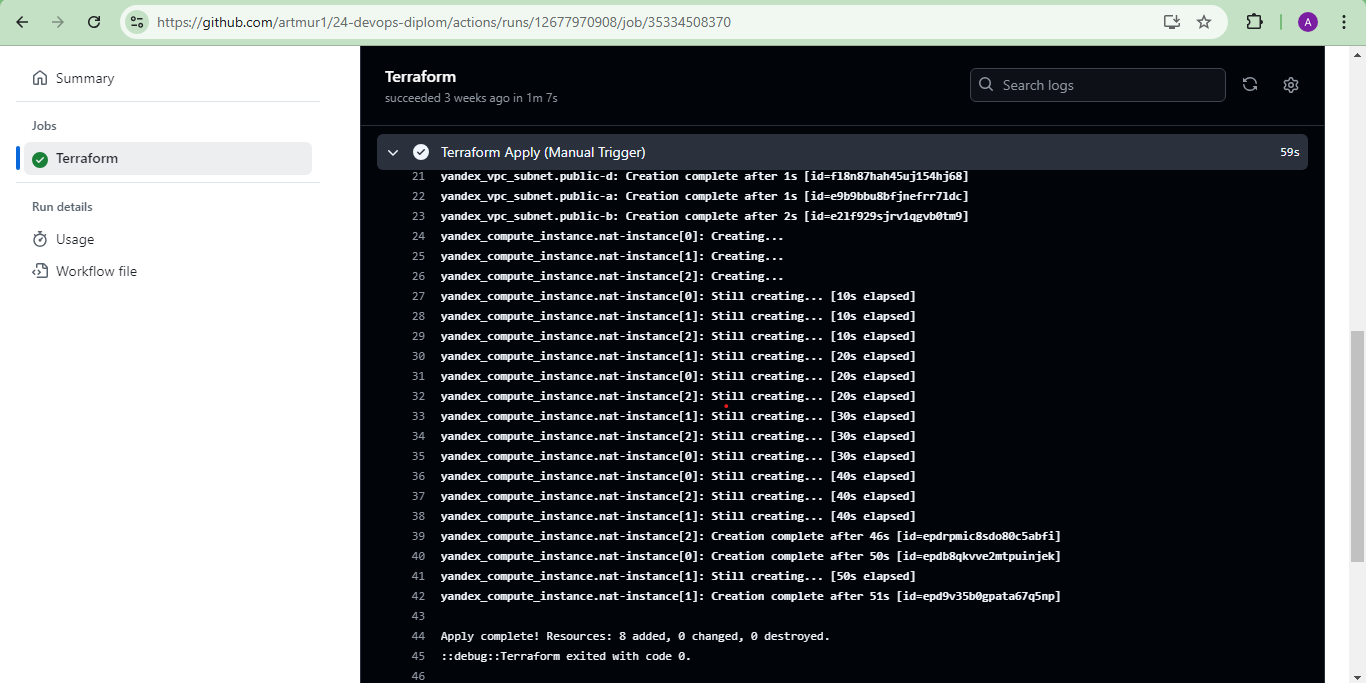 https://github.com/artmur1/24-devops-diplom/actions/runs/12677970908/job/35334508370
A
Summary
Jobs
Terraform
Run details
Usage
Workflow file
Terraform
succeeded 3 weeks ago in 1m 7s
Search logs
Terraform Apply (Manual Trigger) 59s
21 yandex_vpc_subnet.public-d: Creation complete after 1s [id=fl8n87hah45uj154hj68]
22 yandex_vpc_subnet.public-a: Creation complete after 1s [id=e9b9bbu8bfjnefrr7ldc]
23 yandex_vpc_subnet.public-b: Creation complete after 2s [id=e2lf929sjrv1qgvb0tm9]
24 yandex_compute_instance.nat-instance[0]: Creating...
25 yandex_compute_instance.nat-instance[1]: Creating...
26 yandex_compute_instance.nat-instance[2]: Creating...
27 yandex_compute_instance.nat-instance[0]: Still creating... [10s elapsed]
28 yandex_compute_instance.nat-instance[1]: Still creating... [10s elapsed]
29 yandex_compute_instance.nat-instance[2]: Still creating... [10s elapsed]
30 yandex_compute_instance.nat-instance[1]: Still creating... [20s elapsed]
31 yandex_compute_instance.nat-instance[0]: Still creating... [20s elapsed]
32 yandex_compute_instance.nat-instance[2]: Still creating... [20s elapsed]
33 yandex_compute_instance.nat-instance[1]: Still creating... [30s elapsed]
34 yandex_compute_instance.nat-instance[2]: Still creating... [30s elapsed]
35 yandex_compute_instance.nat-instance[0]: Still creating... [30s elapsed]
36 yandex_compute_instance.nat-instance[0]: Still creating... [40s elapsed]
37 yandex_compute_instance.nat-instance[2]: Still creating... [40s elapsed]
38 yandex_compute_instance.nat-instance[1]: Still creating... [40s elapsed]
39 yandex_compute_instance.nat-instance[2]: Creation complete after 46s [id=epdrpmic8sdo80c5abfi]
40 yandex_compute_instance.nat-instance[0]: Creation complete after 50s [id=epdb8qkvve2mtpuinjek]
41 yandex_compute_instance.nat-instance[1]: Still creating... [50s elapsed]
42 yandex_compute_instance.nat-instance[1]: Creation complete after 51s [id=epd9v35b0gpata67q5np]
43
44 Apply complete! Resources: 8 added, 0 changed, 0 destroyed.
45 ::debug::Terraform exited with code 0.
46